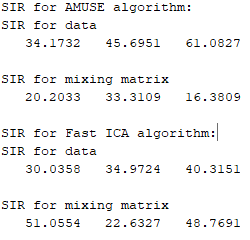 SIR for AMUSE algorithm:
SIR for data
34.1732 45.6951 61.0827
SIR for mixing matrix
20.2033 33.3109 16.3809
SIR for Fast ICA algorithm:
SIR for data
30.0358 34.9724 40.3151
SIR for mixing matrix
51.0554 22.6327 48.7691